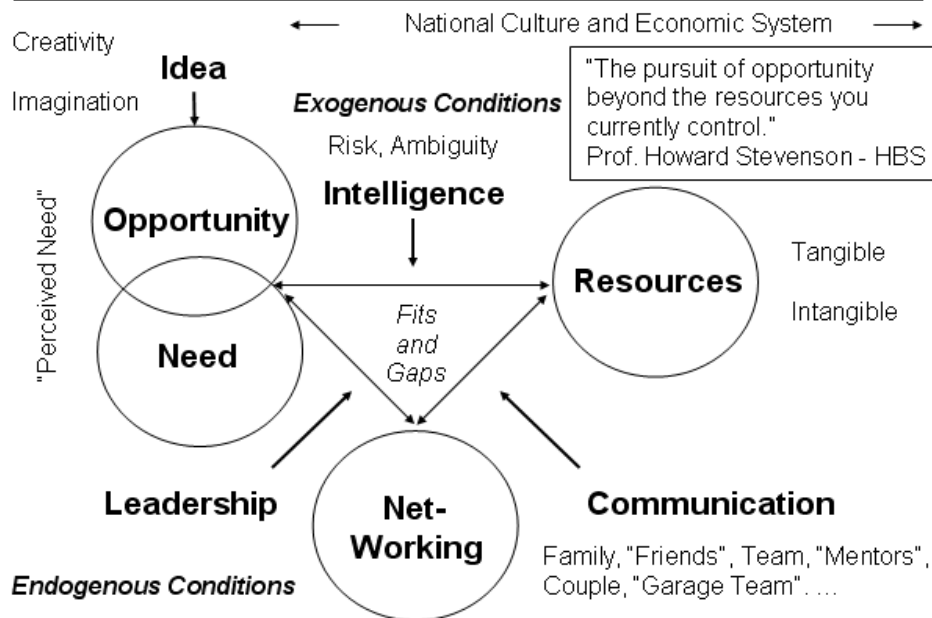 National Culture and Economic System
Creativity
Idea
Imagination
Exogenous Conditions
Risk, Ambiguity
Intelligence
"The pursuit of opportunity
beyond the resources you
currently control."
Prof. Howard Stevenson - HBS
"Perceived Need"
Opportunity
Need
Fits
and
Gaps
Resources
Tangible
Intangible
Leadership
Net-
Working
Communication
Family, "Friends", Team, "Mentors",
Couple, "Garage Team". ...
Endogenous Conditions